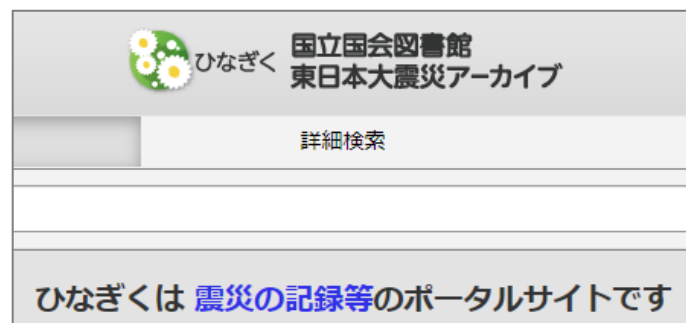 ひなぎく
国立国会図書館
東日本大震災アーカイブ
詳細検索
ひなぎくは 震災の記録等のポータルサイトです